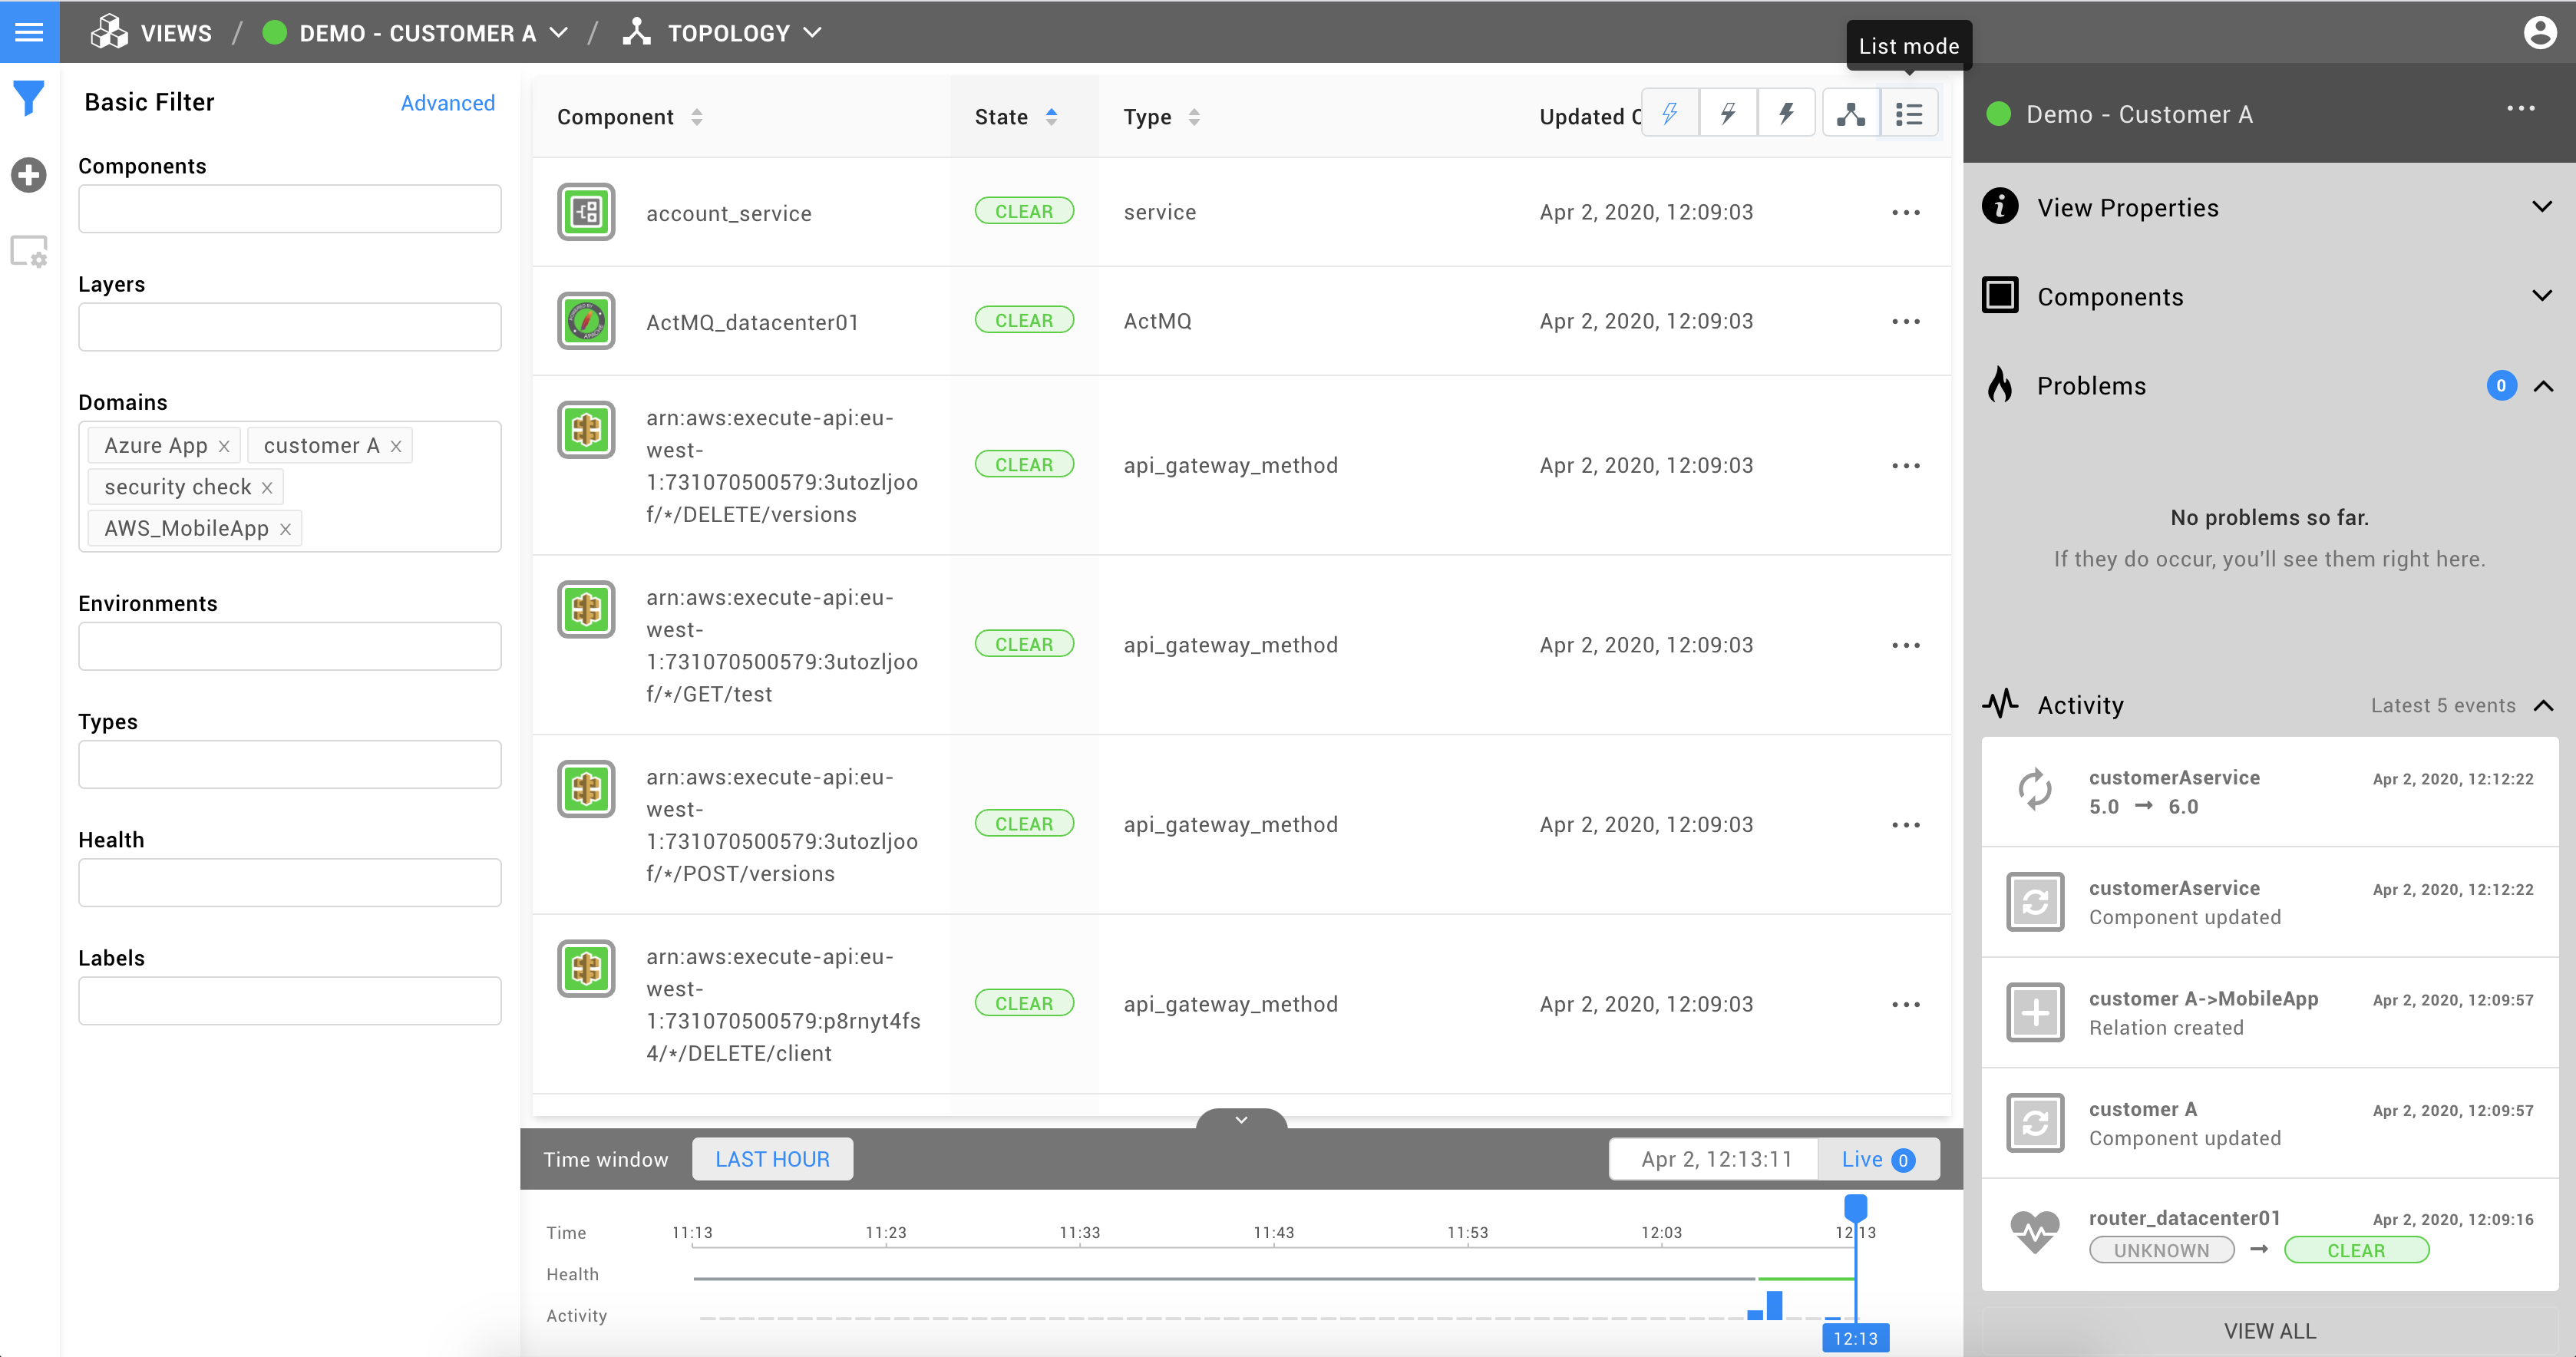 VIEWS / DEMO - CUSTOMER A / TOPOLOGY
List mode
Basic Filter
Advanced
Components
Layers
Domains
Azure App ×
customer A ×
security check ×
AWS_MobileApp ×
Environments
Types
Health
Labels
Component State Type Updated
account_service CLEAR service Apr 2, 2020, 12:09:03
ActMQ_datacenter01 CLEAR ActMQ Apr 2, 2020, 12:09:03
arn:aws:execute-api:eu-
west-
1:731070500579:3utozljoo
f/*/DELETE/versions
CLEAR api_gateway_method Apr 2, 2020, 12:09:03
arn:aws:execute-api:eu-
west-
1:731070500579:3utozljoo
f/*/GET/test
CLEAR api_gateway_method Apr 2, 2020, 12:09:03
arn:aws:execute-api:eu-
west-
1:731070500579:3utozljoo
f/*/POST/versions
CLEAR api_gateway_method Apr 2, 2020, 12:09:03
arn:aws:execute-api:eu-
west-
1:731070500579:p8rnyt4fs
4/*/DELETE/client
CLEAR api_gateway_method Apr 2, 2020, 12:09:03
Time window LAST HOUR Apr 2, 12:13:11 Live 0
Time 11:13 11:23 11:33 11:43 11:53 12:03 12:13
Health
Activity
12:13
Demo - Customer A
View Properties
Components
Problems 0
No problems so far.
If they do occur, you'll see them right here.
Activity Latest 5 events
customerAservice Apr 2, 2020, 12:12:22
5.0 → 6.0
customerAservice Apr 2, 2020, 12:12:22
Component updated
customer A->MobileApp Apr 2, 2020, 12:09:57
Relation created
customer A Apr 2, 2020, 12:09:57
Component updated
router_datacenter01 Apr 2, 2020, 12:09:16
UNKNOWN → CLEAR
VIEW ALL